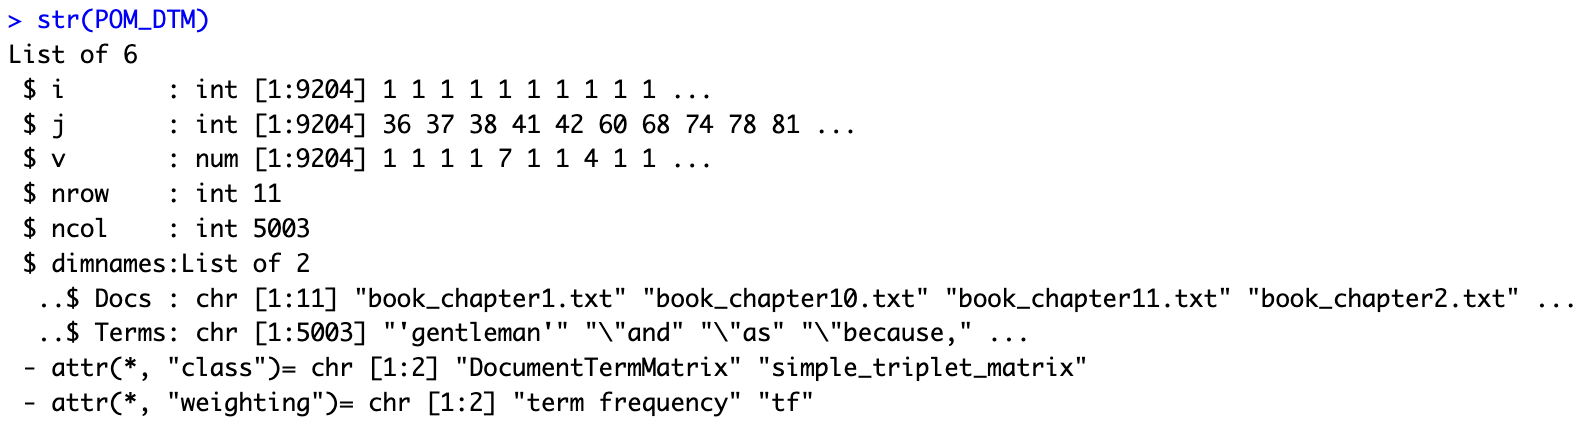 > str(POM_DTM)
List of 6
 $ i       : int [1:9204] 1 1 1 1 1 1 1 1 1 1 ...
 $ j       : int [1:9204] 36 37 38 41 42 60 68 74 78 81 ...
 $ v       : num [1:9204] 1 1 1 1 7 1 1 4 1 1 ...
 $ nrow    : int 11
 $ ncol    : int 5003
 $ dimnames:List of 2
  ..$ Docs : chr [1:11] "book_chapter1.txt" "book_chapter10.txt" "book_chapter11.txt" "book_chapter2.txt" ...
  ..$ Terms: chr [1:5003] "'gentleman'" "\"and" "\"as" "\"because," ...
 - attr(*, "class")= chr [1:2] "DocumentTermMatrix" "simple_triplet_matrix"
 - attr(*, "weighting")= chr [1:2] "term frequency" "tf"